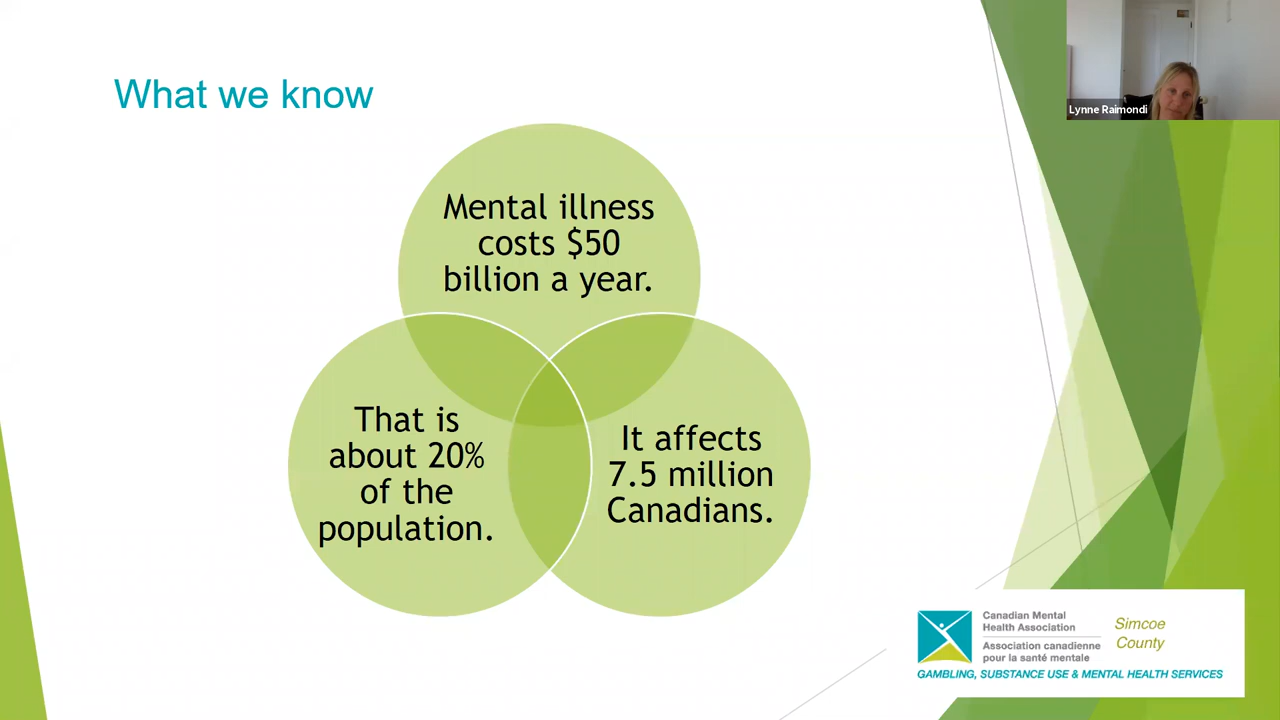 What we know
Lynne Raimondi
Mental illness
costs $50
billion a year.
That is
about 20%
of the
population.
It affects
7.5 million
Canadians.
Canadian Mental
Health Association
Association canadienne
pour la santé mentale
Simcoe
County
GAMBLING, SUBSTANCE USE & MENTAL HEALTH SERVICES